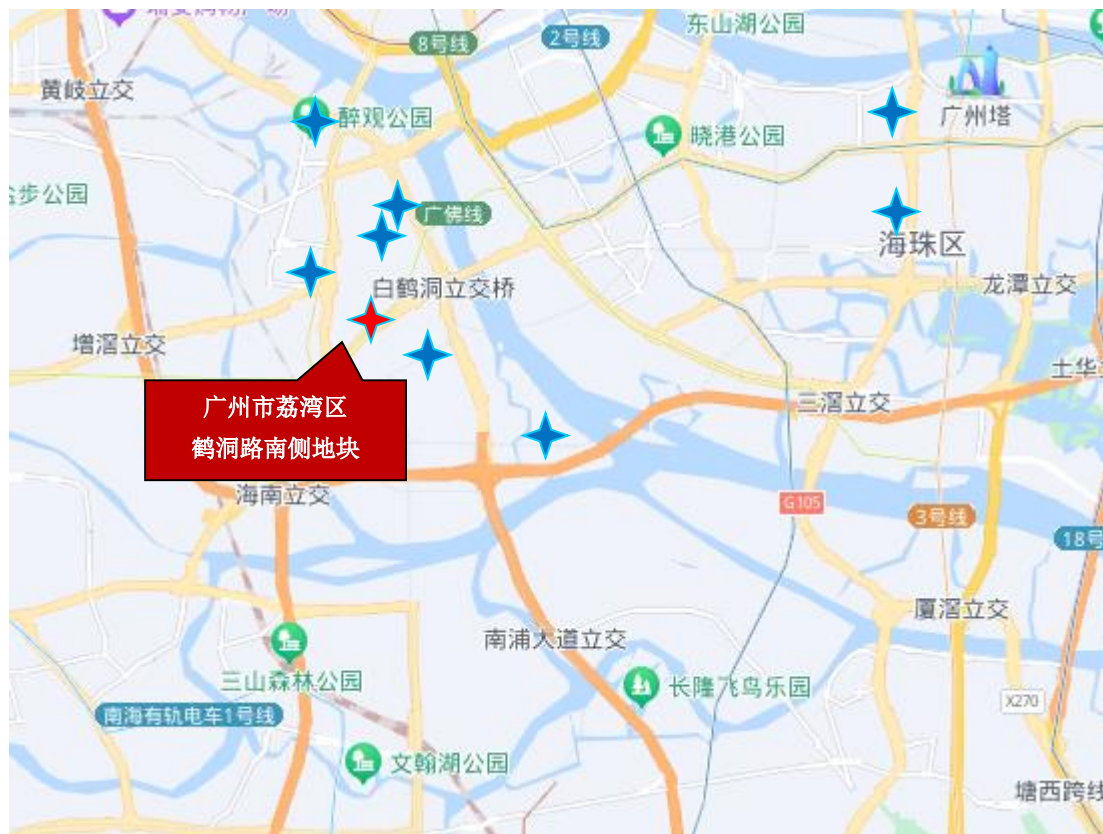 东山湖公园
8号线
2号线
黄岐立交
醉观公园
广州塔
晓港公园
步公园
广佛线
海珠区
白鹤洞立交桥
龙潭立交
增滘立交
土华
广州市荔湾区
鹤洞路南侧地块
三滘立交
海南立交
G105
3号线
18号
厦滘立交
南浦大道立交
三山森林公园
长隆飞鸟乐园
X270
南海有轨电车1号线
文翰湖公园
塘西跨线